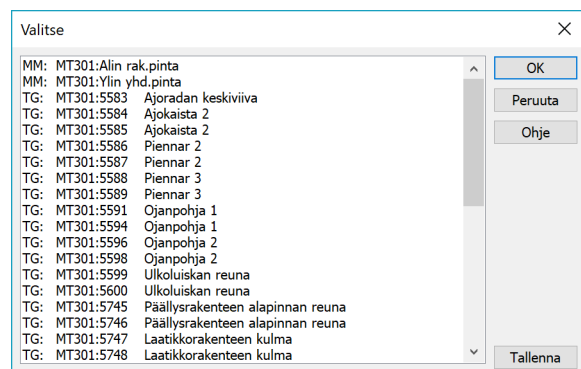 Valitse
MM: MT301:Alin rak.pinta
MM: MT301:Ylin yhd.pinta
TG: MT301:5583 Ajoradan keskiviiva
TG: MT301:5584 Ajokaista 2
TG: MT301:5585 Ajokaista 2
TG: MT301:5586 Piennar 2
TG: MT301:5587 Piennar 2
TG: MT301:5588 Piennar 3
TG: MT301:5589 Piennar 3
TG: MT301:5591 Ojanpohja 1
TG: MT301:5594 Ojanpohja 1
TG: MT301:5596 Ojanpohja 2
TG: MT301:5598 Ojanpohja 2
TG: MT301:5599 Ulkoluiskan reuna
TG: MT301:5600 Ulkoluiskan reuna
TG: MT301:5745 Päällysrakenteen alapinnan reuna
TG: MT301:5746 Päällysrakenteen alapinnan reuna
TG: MT301:5747 Laatikkorakenteen kulma
TG: MT301:5748 Laatikkorakenteen kulma
OK
Peruuta
Ohje
Tallenna